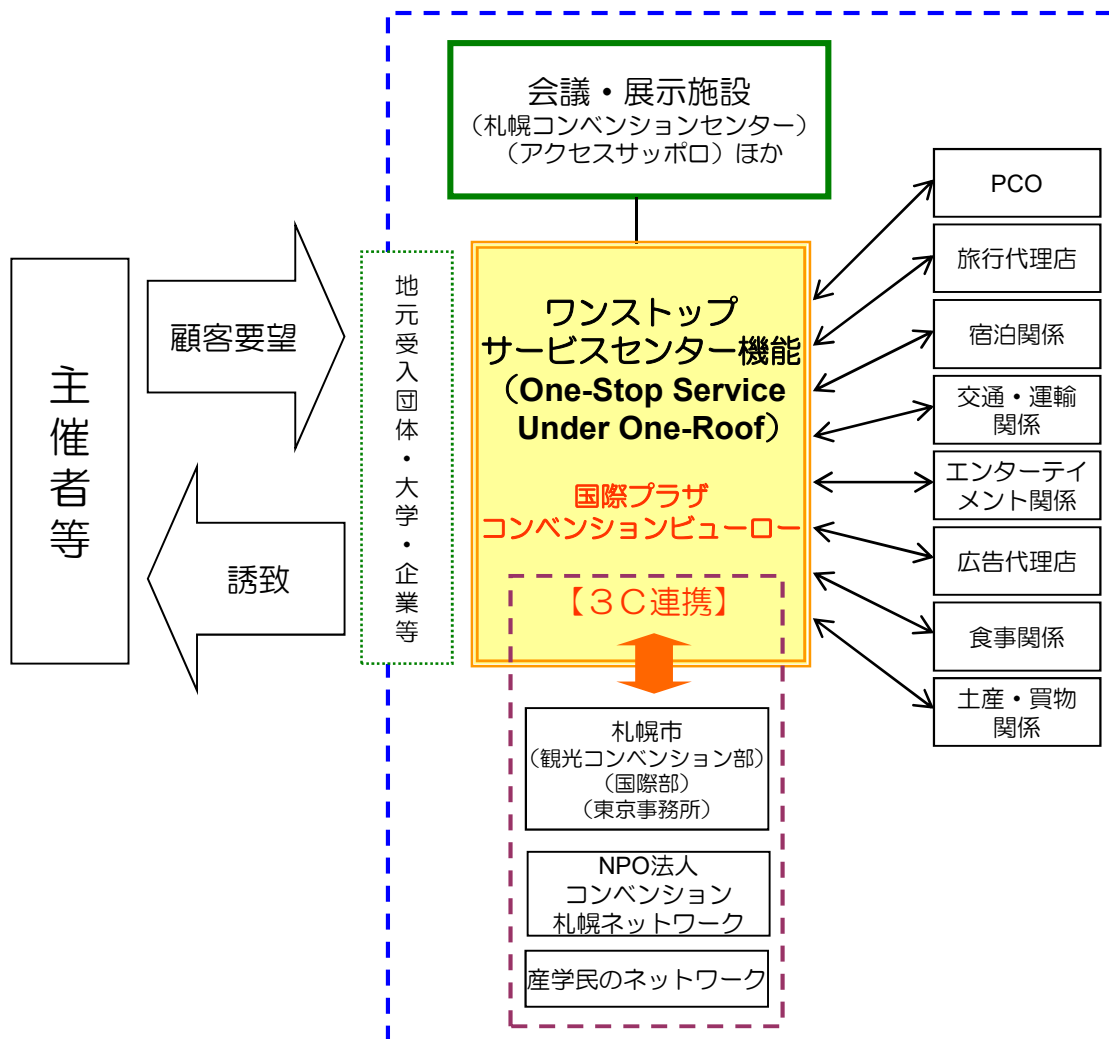 会議・展示施設
（札幌コンベンションセンター）
（アクセスサッポロ）ほか
主催者等
顧客要望
誘致
地元受入団体・大学・企業等
ワンストップ
サービスセンター機能
（One-Stop Service
Under One-Roof）
国際プラザ
コンベンションビューロー
【３Ｃ連携】
札幌市
（観光コンベンション部）
（国際部）
（東京事務所）
NPO法人
コンベンション
札幌ネットワーク
産学民のネットワーク
PCO
旅行代理店
宿泊関係
交通・運輸
関係
エンターテイ
メント関係
広告代理店
食事関係
土産・買物
関係